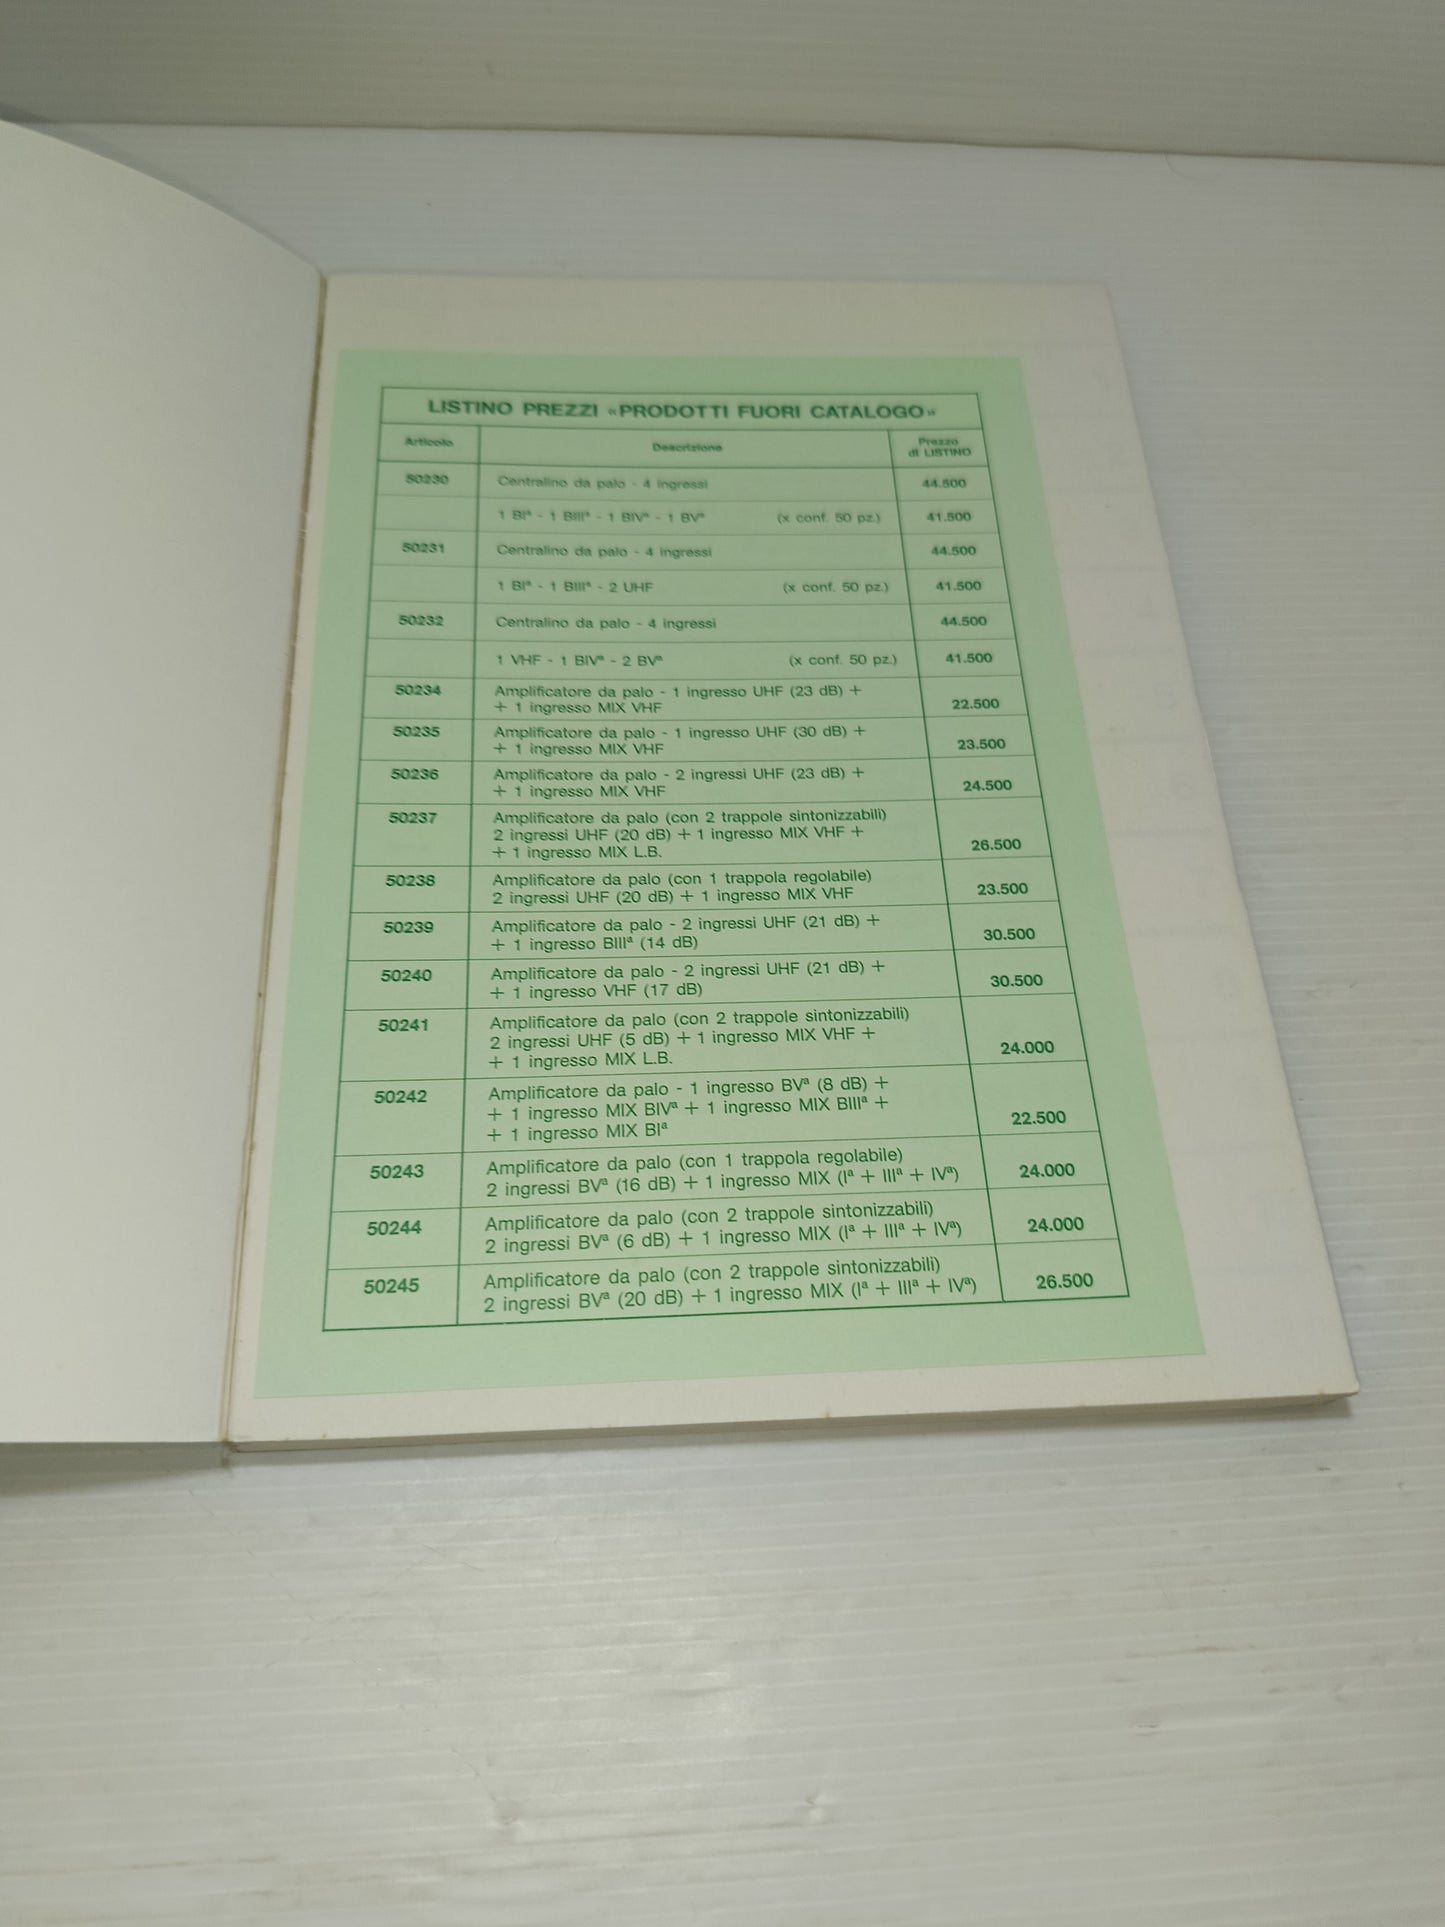 LISTINO PREZZI «PRODOTTI FUORI CATALOGO»
Articolo Descrizione Prezzo
di LISTINO
50230 Centralino da palo - 4 ingressi 44.500
1 BIª - 1 BIIIª - 1 BIVª - 1 BVª (x conf. 50 pz.) 41.500
50231 Centralino da palo - 4 ingressi 44.500
1 BIª - 1 BIIIª - 2 UHF (x conf. 50 pz.) 41.500
50232 Centralino da palo - 4 ingressi 44.500
1 VHF - 1 BIVª - 2 BVª (x conf. 50 pz.) 41.500
50234 Amplificatore da palo - 1 ingresso UHF (23 dB) +
+ 1 ingresso MIX VHF 22.500
50235 Amplificatore da palo - 1 ingresso UHF (30 dB) +
+ 1 ingresso MIX VHF 23.500
50236 Amplificatore da palo - 2 ingressi UHF (23 dB) +
+ 1 ingresso MIX VHF 24.500
50237 Amplificatore da palo (con 2 trappole sintonizzabili)
2 ingressi UHF (20 dB) + 1 ingresso MIX VHF +
+ 1 ingresso MIX L.B. 26.500
50238 Amplificatore da palo (con 1 trappola regolabile)
2 ingressi UHF (20 dB) + 1 ingresso MIX VHF 23.500
50239 Amplificatore da palo - 2 ingressi UHF (21 dB) +
+ 1 ingresso BIIIª (14 dB) 30.500
50240 Amplificatore da palo - 2 ingressi UHF (21 dB) +
+ 1 ingresso VHF (17 dB) 30.500
50241 Amplificatore da palo (con 2 trappole sintonizzabili)
2 ingressi UHF (5 dB) + 1 ingresso MIX VHF +
+ 1 ingresso MIX L.B. 24.000
50242 Amplificatore da palo - 1 ingresso BVª (8 dB) +
+ 1 ingresso MIX BIVª + 1 ingresso MIX BIIIª +
+ 1 ingresso MIX BIª 22.500
50243 Amplificatore da palo (con 1 trappola regolabile)
2 ingressi BVª (16 dB) + 1 ingresso MIX (Iª + IIIª + IVª) 24.000
50244 Amplificatore da palo (con 2 trappole sintonizzabili)
2 ingressi BVª (6 dB) + 1 ingresso MIX (Iª + IIIª + IVª) 24.000
50245 Amplificatore da palo (con 2 trappole sintonizzabili)
2 ingressi BVª (20 dB) + 1 ingresso MIX (Iª + IIIª + IVª) 26.500